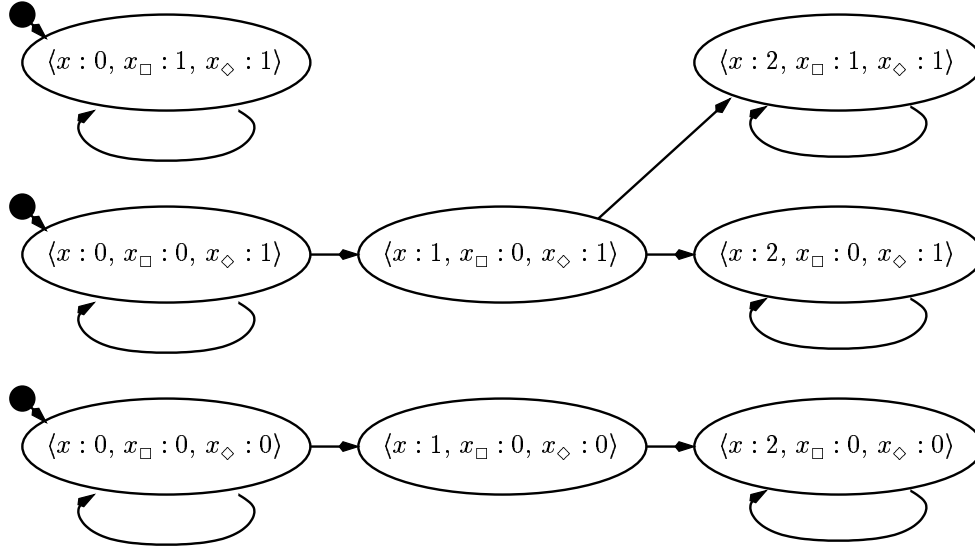 ⟨x : 0, x□ : 1, x◇ : 1⟩
⟨x : 2, x□ : 1, x◇ : 1⟩
⟨x : 0, x□ : 0, x◇ : 1⟩
⟨x : 1, x□ : 0, x◇ : 1⟩
⟨x : 2, x□ : 0, x◇ : 1⟩
⟨x : 0, x□ : 0, x◇ : 0⟩
⟨x : 1, x□ : 0, x◇ : 0⟩
⟨x : 2, x□ : 0, x◇ : 0⟩